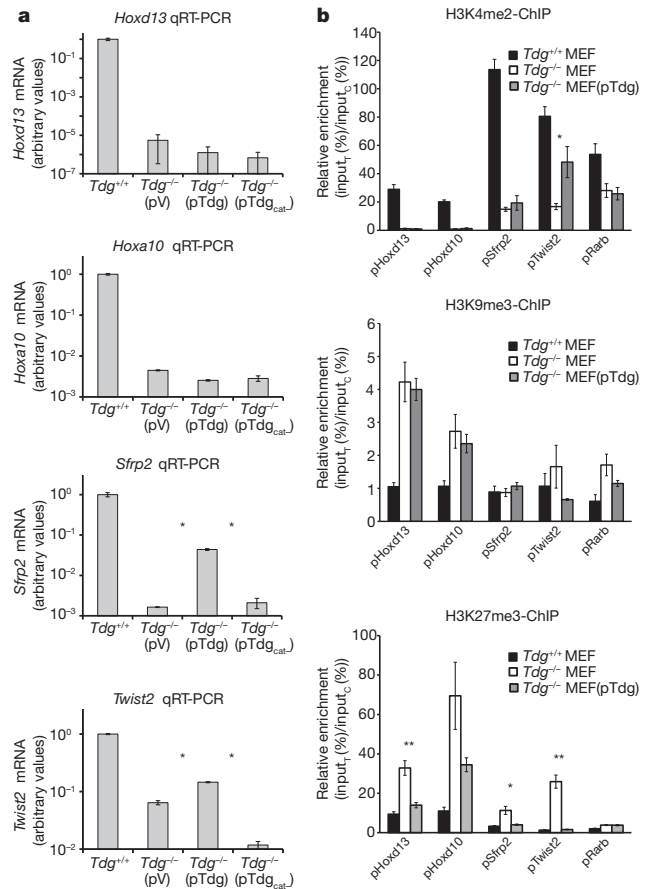 a
Hoxd13 qRT-PCR
Hoxd13 mRNA
(arbitrary values)
10⁻¹
10⁻³
10⁻⁵
10⁻⁷
Tdg+/+ Tdg–/– Tdg–/– Tdg–/–
(pV) (pTdg) (pTdgcat-)
Hoxa10 qRT-PCR
Hoxa10 mRNA
(arbitrary values)
10⁰
10⁻²
10⁻³
Tdg+/+ Tdg–/– Tdg–/– Tdg–/–
(pV) (pTdg) (pTdgcat-)
Sfrp2 qRT-PCR
Sfrp2 mRNA
(arbitrary values)
10⁰
10⁻¹
10⁻²
10⁻³
* *
Tdg+/+ Tdg–/– Tdg–/– Tdg–/–
(pV) (pTdg) (pTdgcat-)
Twist2 qRT-PCR
Twist2 mRNA
(arbitrary values)
10⁰
10⁻¹
10⁻²
* *
Tdg+/+ Tdg–/– Tdg–/– Tdg–/–
(pV) (pTdg) (pTdgcat-)
b
H3K4me2-ChIP
Relative enrichment
(inputT (%)/inputC (%))
140
120
100
80
60
40
20
0
Tdg+/+ MEF
Tdg–/– MEF
Tdg–/– MEF(pTdg)
*
pHoxd13 pHoxd10 pSfrp2 pTwist2 pRarb
H3K9me3-ChIP
Relative enrichment
(inputT (%)/inputC (%))
6
5
4
3
2
1
0
Tdg+/+ MEF
Tdg–/– MEF
Tdg–/– MEF(pTdg)
pHoxd13 pHoxd10 pSfrp2 pTwist2 pRarb
H3K27me3-ChIP
Relative enrichment
(inputT (%)/inputC (%))
100
80
60
40
20
0
Tdg+/+ MEF
Tdg–/– MEF
Tdg–/– MEF(pTdg)
** * **
pHoxd13 pHoxd10 pSfrp2 pTwist2 pRarb